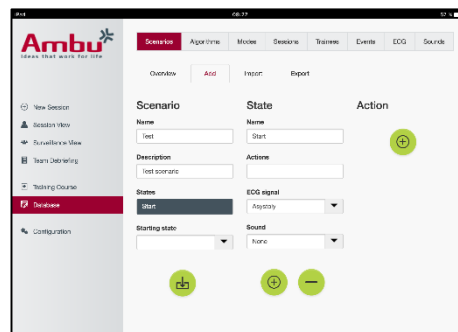 iPad 08.27 57 %
Ambu
Ideas that work for life
Scenarios Algorithms Modes Sessions Trainees Events ECG Sounds
Overview Add Import Export
New Session
Session View
Surveillance View
Team Debriefing
Training Course
Database
Configuration
Scenario State Action
Name Name
Test Start
Description Actions
Test scenario
States ECG signal
Start Asystoly
Starting state Sound
None